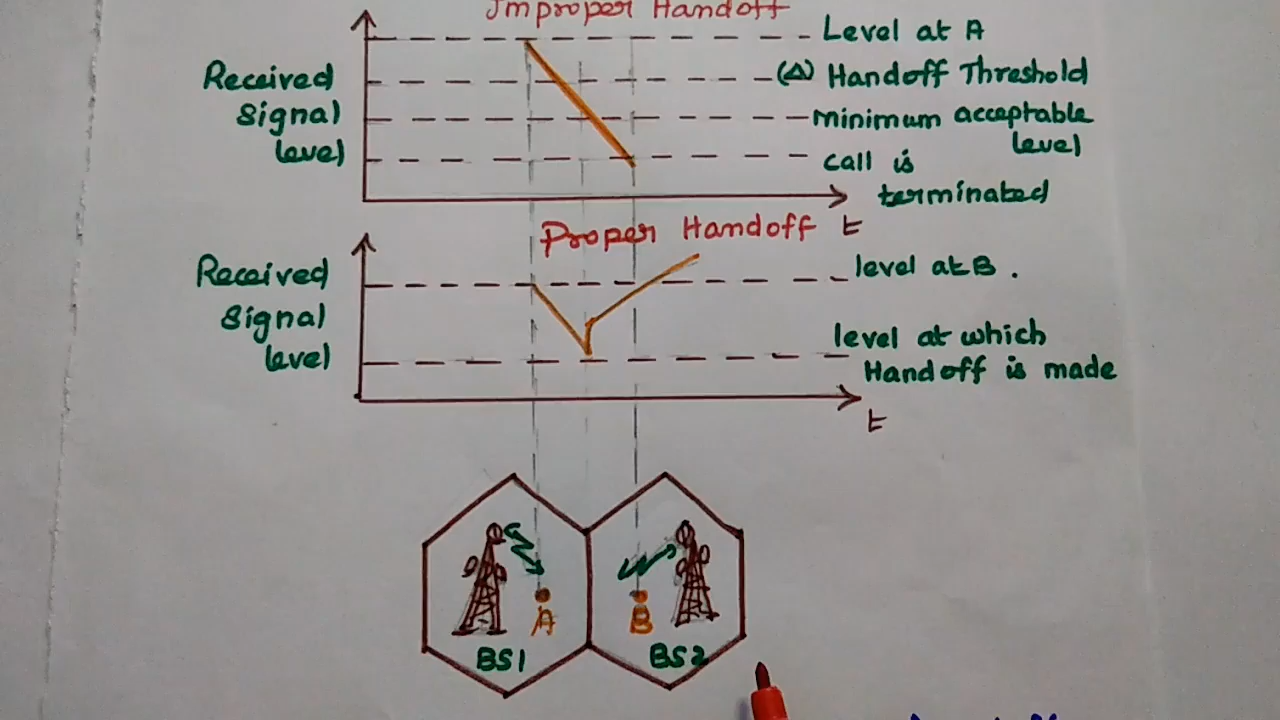 Improper Handoff
Level at A
Received
Signal
level
(Δ) Handoff Threshold
minimum acceptable
level
call is
terminated
t
Proper Handoff
Received
Signal
level
level at B.
level at which
Handoff is made
t
A
B
BS1
BS2